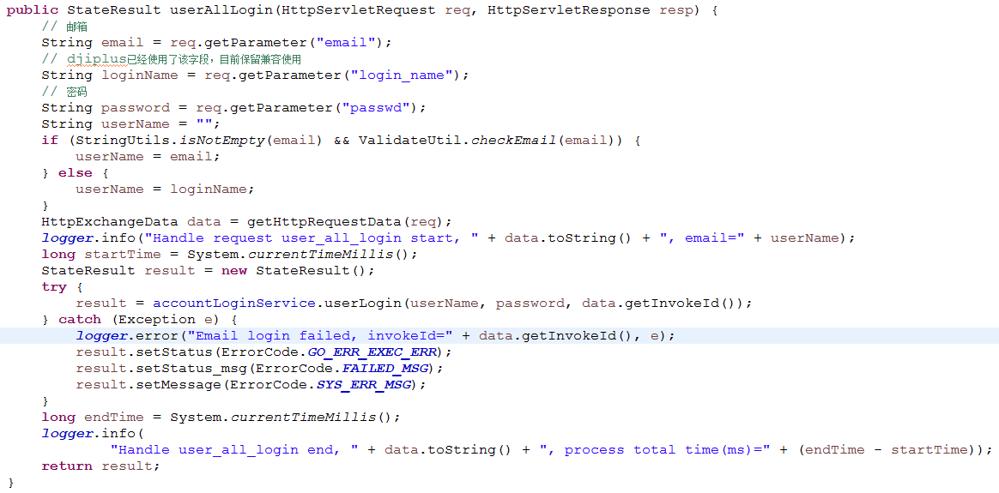 public StateResult userAllLogin(HttpServletRequest req, HttpServletResponse resp) {
// 邮箱
String email = req.getParameter("email");
// djiplus已经使用了该字段，目前保留兼容使用
String loginName = req.getParameter("login_name");
// 密码
String password = req.getParameter("passwd");
String userName = "";
if (StringUtils.isNotEmpty(email) && ValidateUtil.checkEmail(email)) {
userName = email;
} else {
userName = loginName;
}
HttpExchangeData data = getHttpRequestData(req);
logger.info("Handle request user_all_login start, " + data.toString() + ", email=" + userName);
long startTime = System.currentTimeMillis();
StateResult result = new StateResult();
try {
result = accountLoginService.userLogin(userName, password, data.getInvokeId());
} catch (Exception e) {
logger.error("Email login failed, invokeId=" + data.getInvokeId(), e);
result.setStatus(ErrorCode.GO_ERR_EXEC_ERR);
result.setStatus_msg(ErrorCode.FAILED_MSG);
result.setMessage(ErrorCode.SYS_ERR_MSG);
}
long endTime = System.currentTimeMillis();
logger.info(
"Handle user_all_login end, " + data.toString() + ", process total time(ms)=" + (endTime - startTime));
return result;
}